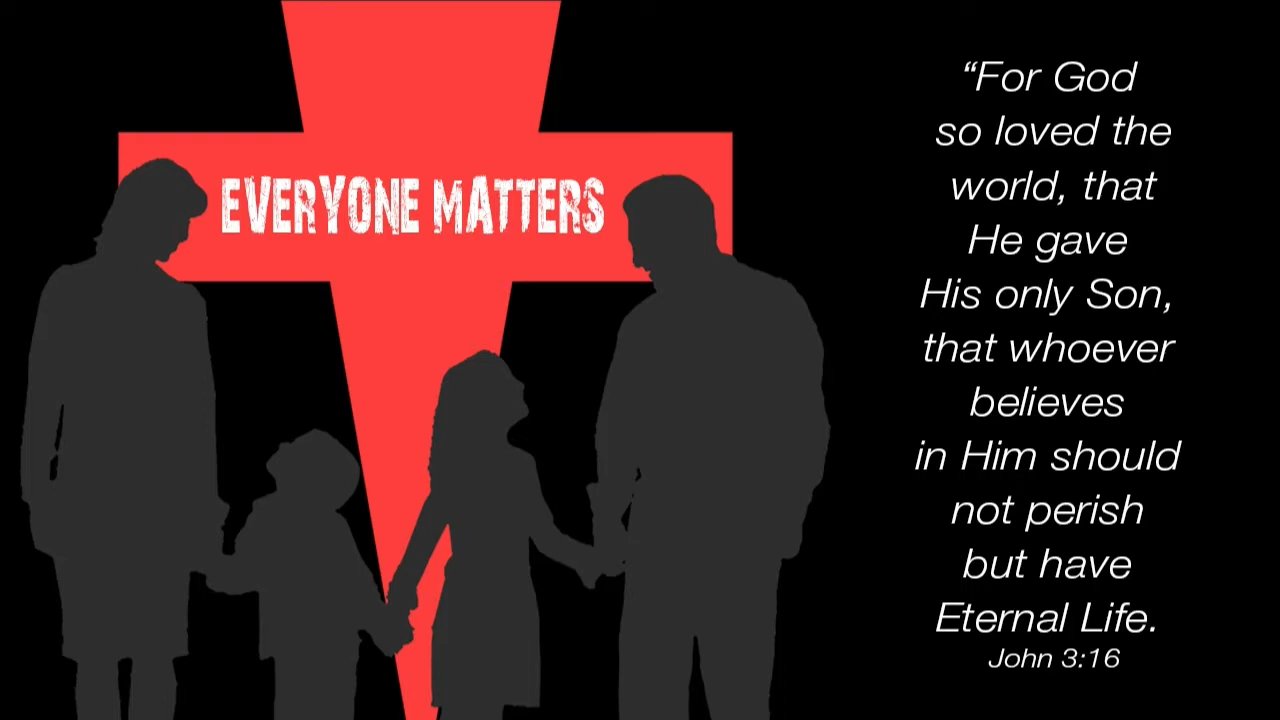 EVERYONE MATTERS
“For God
so loved the
world, that
He gave
His only Son,
that whoever
believes
in Him should
not perish
but have
Eternal Life.
John 3:16